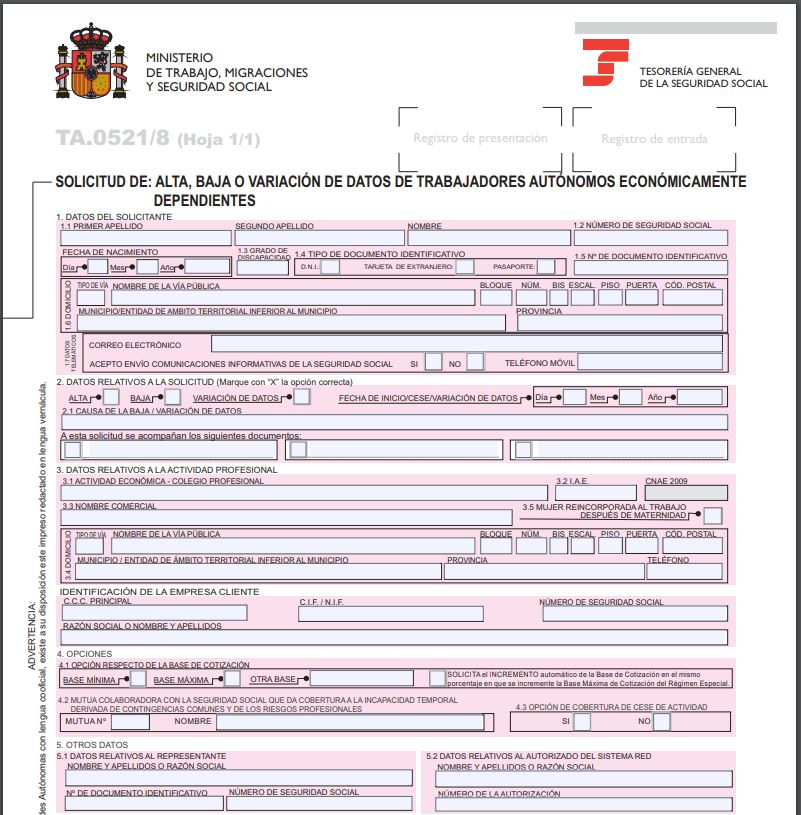 MINISTERIO
DE TRABAJO, MIGRACIONES
Y SEGURIDAD SOCIAL
TESORERÍA GENERAL
DE LA SEGURIDAD SOCIAL
TA.0521/8 (Hoja 1/1)
Registro de presentación
Registro de entrada
SOLICITUD DE: ALTA, BAJA O VARIACIÓN DE DATOS DE TRABAJADORES AUTÓNOMOS ECONÓMICAMENTE
DEPENDIENTES
1. DATOS DEL SOLICITANTE
1.1 PRIMER APELLIDO SEGUNDO APELLIDO NOMBRE 1.2 NÚMERO DE SEGURIDAD SOCIAL
FECHA DE NACIMIENTO
Día Mes Año
1.3 GRADO DE
DISCAPACIDAD
1.4 TIPO DE DOCUMENTO IDENTIFICATIVO
D.N.I.: TARJETA DE EXTRANJERO: PASAPORTE:
1.5 Nº DE DOCUMENTO IDENTIFICATIVO
1.6 DOMICILIO
TIPO DE VÍA NOMBRE DE LA VÍA PÚBLICA BLOQUE NÚM. BIS ESCAL. PISO PUERTA CÓD. POSTAL
MUNICIPIO/ENTIDAD DE AMBITO TERRITORIAL INFERIOR AL MUNICIPIO PROVINCIA
1.7 DATOS
TELEMÁTICOS
CORREO ELECTRÓNICO
ACEPTO ENVÍO COMUNICACIONES INFORMATIVAS DE LA SEGURIDAD SOCIAL SI NO TELÉFONO MÓVIL
2. DATOS RELATIVOS A LA SOLICITUD (Marque con "X" la opción correcta)
ALTA BAJA VARIACIÓN DE DATOS FECHA DE INICIO/CESE/VARIACIÓN DE DATOS Día Mes Año
2.1 CAUSA DE LA BAJA / VARIACIÓN DE DATOS
A esta solicitud se acompañan los siguientes documentos:
3. DATOS RELATIVOS A LA ACTIVIDAD PROFESIONAL
3.1 ACTIVIDAD ECONÓMICA - COLEGIO PROFESIONAL 3.2 I.A.E. CNAE 2009
3.3 NOMBRE COMERCIAL
3.5 MUJER REINCORPORADA AL TRABAJO
DESPUÉS DE MATERNIDAD
3.4 DOMICILIO
TIPO DE VÍA NOMBRE DE LA VÍA PÚBLICA BLOQUE NÚM. BIS ESCAL. PISO PUERTA CÓD. POSTAL
MUNICIPIO / ENTIDAD DE ÁMBITO TERRITORIAL INFERIOR AL MUNICIPIO PROVINCIA TELÉFONO
IDENTIFICACIÓN DE LA EMPRESA CLIENTE
C.C.C. PRINCIPAL C.I.F. / N.I.F. NÚMERO DE SEGURIDAD SOCIAL
RAZÓN SOCIAL O NOMBRE Y APELLIDOS
4. OPCIONES
4.1 OPCIÓN RESPECTO DE LA BASE DE COTIZACIÓN
BASE MÍNIMA BASE MÁXIMA OTRA BASE
SOLICITA el INCREMENTO automático de la Base de Cotización en el mismo
porcentaje en que se incremente la Base Máxima de Cotización del Régimen Especial.
4.2 MUTUA COLABORADORA CON LA SEGURIDAD SOCIAL QUE DA COBERTURA A LA INCAPACIDAD TEMPORAL
DERIVADA DE CONTINGENCIAS COMUNES Y DE LOS RIESGOS PROFESIONALES
MUTUA Nº NOMBRE
4.3 OPCIÓN DE COBERTURA DE CESE DE ACTIVIDAD
SI NO
5. OTROS DATOS
5.1 DATOS RELATIVOS AL REPRESENTANTE
NOMBRE Y APELLIDOS O RAZÓN SOCIAL
Nº DE DOCUMENTO IDENTIFICATIVO NÚMERO DE SEGURIDAD SOCIAL
5.2 DATOS RELATIVOS AL AUTORIZADO DEL SISTEMA RED
NOMBRE Y APELLIDOS O RAZÓN SOCIAL
NÚMERO DE LA AUTORIZACIÓN
ADVERTENCIA:
des Autónomas con lengua cooficial, existe a su disposición este impreso redactado en lengua vernácula.